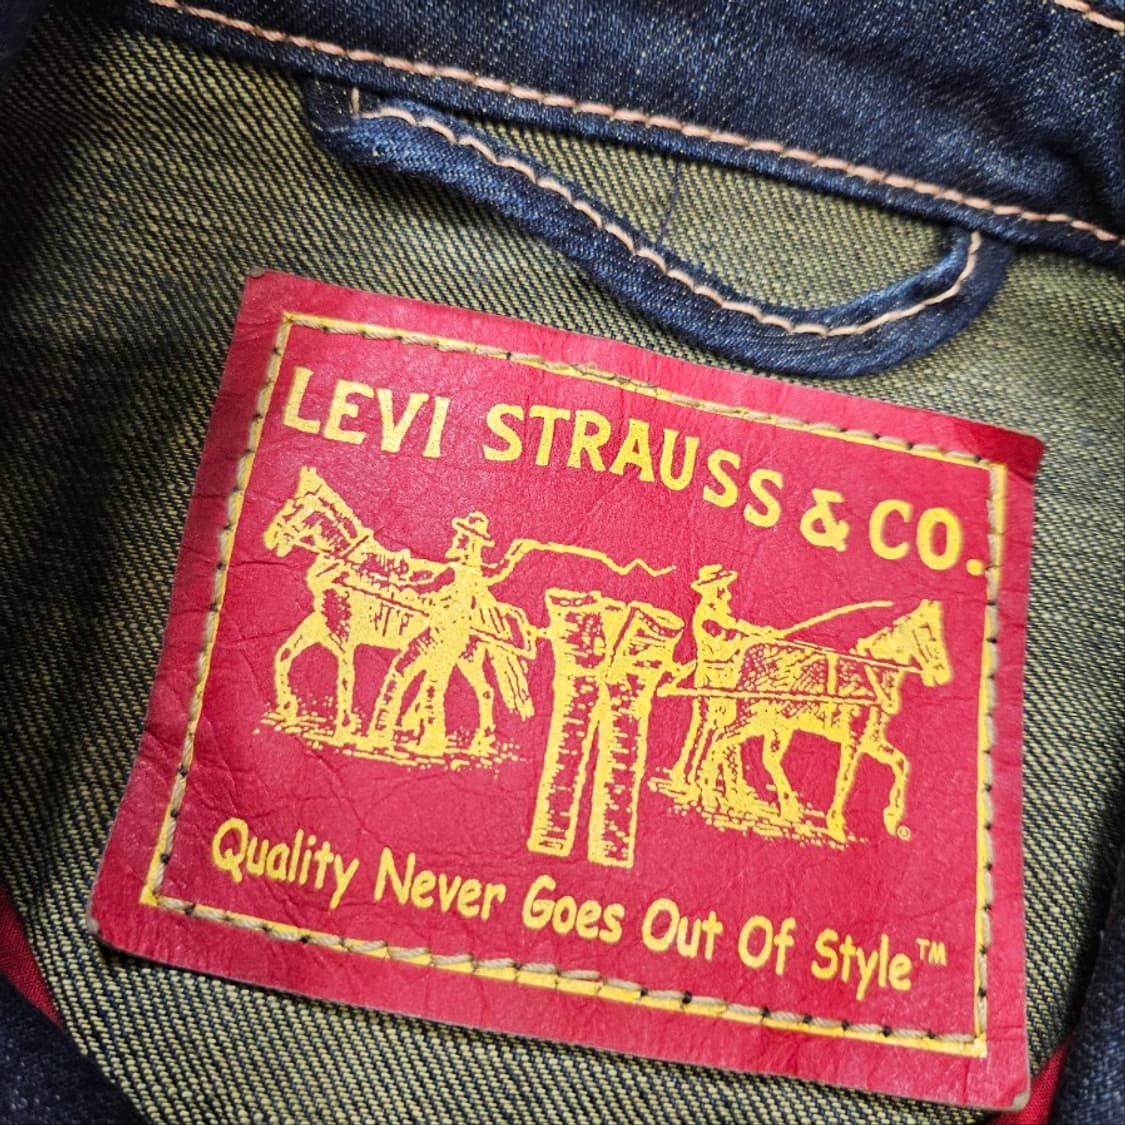 LEVI STRAUSS & CO.
®
Quality Never Goes Out Of Style™